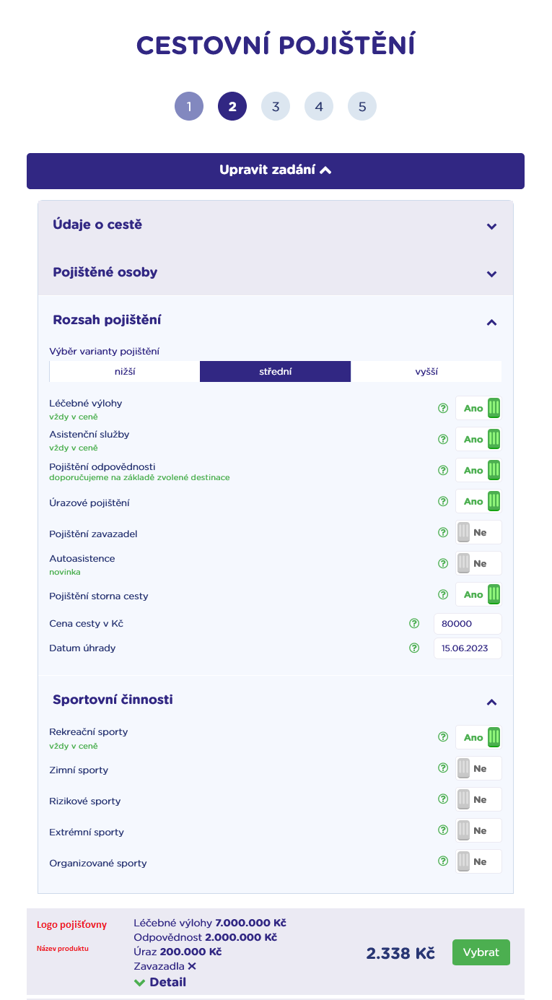 CESTOVNÍ POJIŠTĚNÍ
1 2 3 4 5
Upravit zadání
Údaje o cestě
Pojištěné osoby
Rozsah pojištění
Výběr varianty pojištění
nižší střední vyšší
Léčebné výlohy ? Ano
vždy v ceně
Asistenční služby ? Ano
vždy v ceně
Pojištění odpovědnosti ? Ano
doporučujeme na základě zvolené destinace
Úrazové pojištění ? Ano
Pojištění zavazadel ? Ne
Autoasistence ? Ne
novinka
Pojištění storna cesty ? Ano
Cena cesty v Kč ? 80000
Datum úhrady ? 15.06.2023
Sportovní činnosti
Rekreační sporty ? Ano
vždy v ceně
Zimní sporty ? Ne
Rizikové sporty ? Ne
Extrémní sporty ? Ne
Organizované sporty ? Ne
Logo pojišťovny
Název produktu
Léčebné výlohy 7.000.000 Kč
Odpovědnost 2.000.000 Kč
Úraz 200.000 Kč
Zavazadla ✕
Detail
2.338 Kč
Vybrat